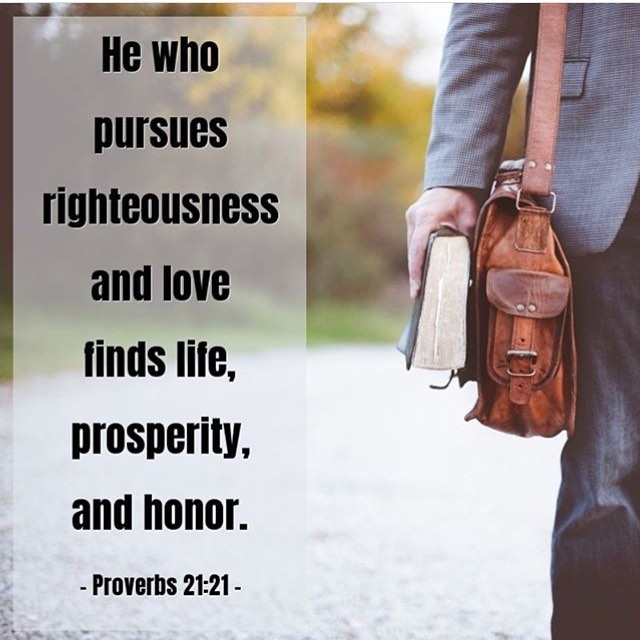 He who
pursues
righteousness
and love
finds life,
prosperity,
and honor.
- Proverbs 21:21 -